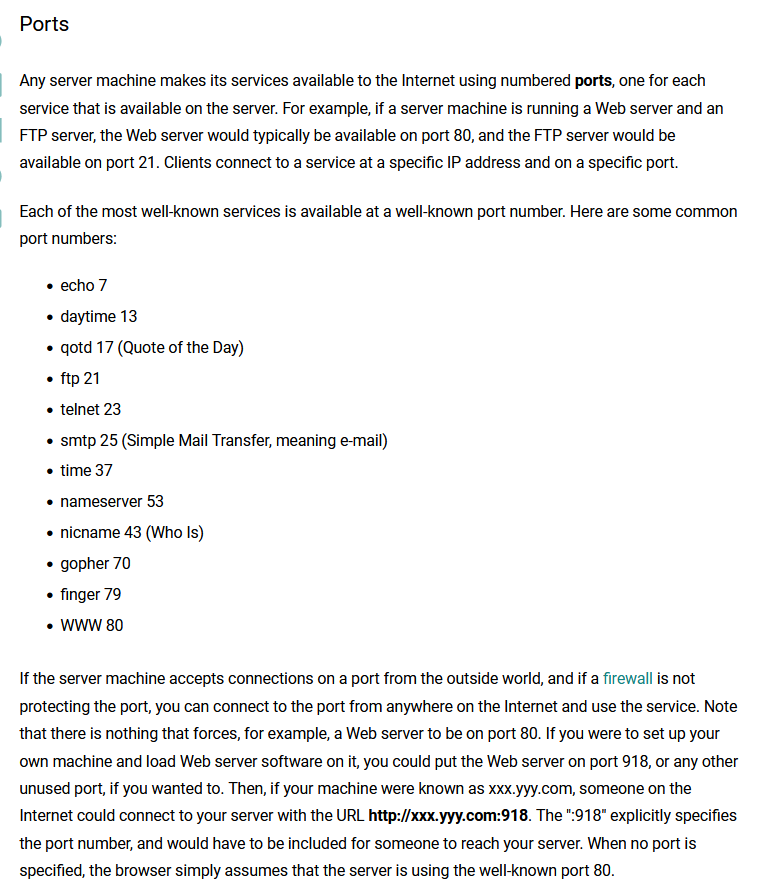 Ports
Any server machine makes its services available to the Internet using numbered ports, one for each
service that is available on the server. For example, if a server machine is running a Web server and an
FTP server, the Web server would typically be available on port 80, and the FTP server would be
available on port 21. Clients connect to a service at a specific IP address and on a specific port.
Each of the most well-known services is available at a well-known port number. Here are some common
port numbers:
• echo 7
• daytime 13
• qotd 17 (Quote of the Day)
• ftp 21
• telnet 23
• smtp 25 (Simple Mail Transfer, meaning e-mail)
• time 37
• nameserver 53
• nicname 43 (Who Is)
• gopher 70
• finger 79
• WWW 80
If the server machine accepts connections on a port from the outside world, and if a firewall is not
protecting the port, you can connect to the port from anywhere on the Internet and use the service. Note
that there is nothing that forces, for example, a Web server to be on port 80. If you were to set up your
own machine and load Web server software on it, you could put the Web server on port 918, or any other
unused port, if you wanted to. Then, if your machine were known as xxx.yyy.com, someone on the
Internet could connect to your server with the URL http://xxx.yyy.com:918. The ":918" explicitly specifies
the port number, and would have to be included for someone to reach your server. When no port is
specified, the browser simply assumes that the server is using the well-known port 80.